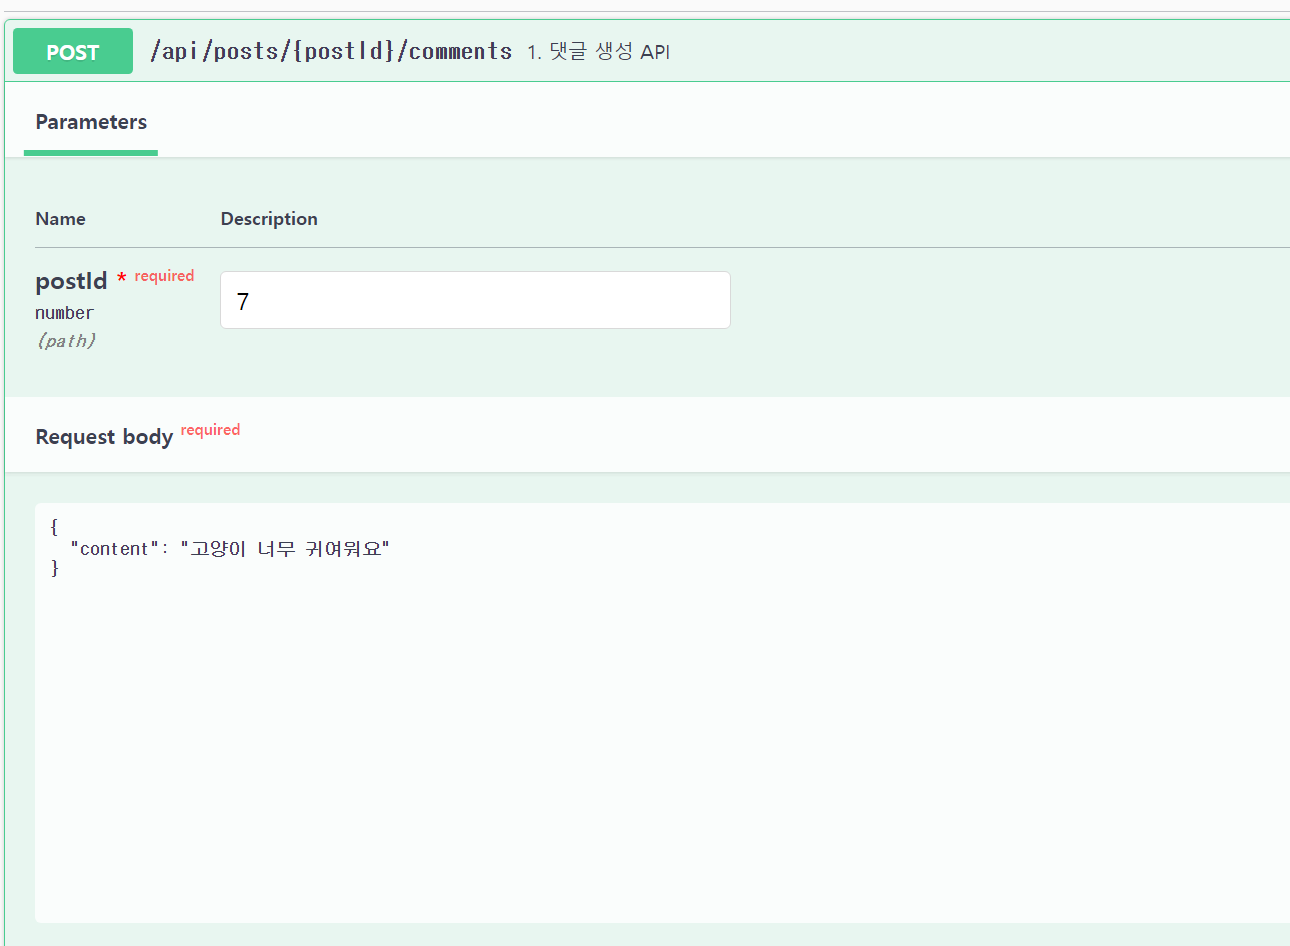 POST /api/posts/{postId}/comments 1. 댓글 생성 API
Parameters
Name Description
postId * required 7
number
(path)
Request body required
{
"content": "고양이 너무 귀여워요"
}